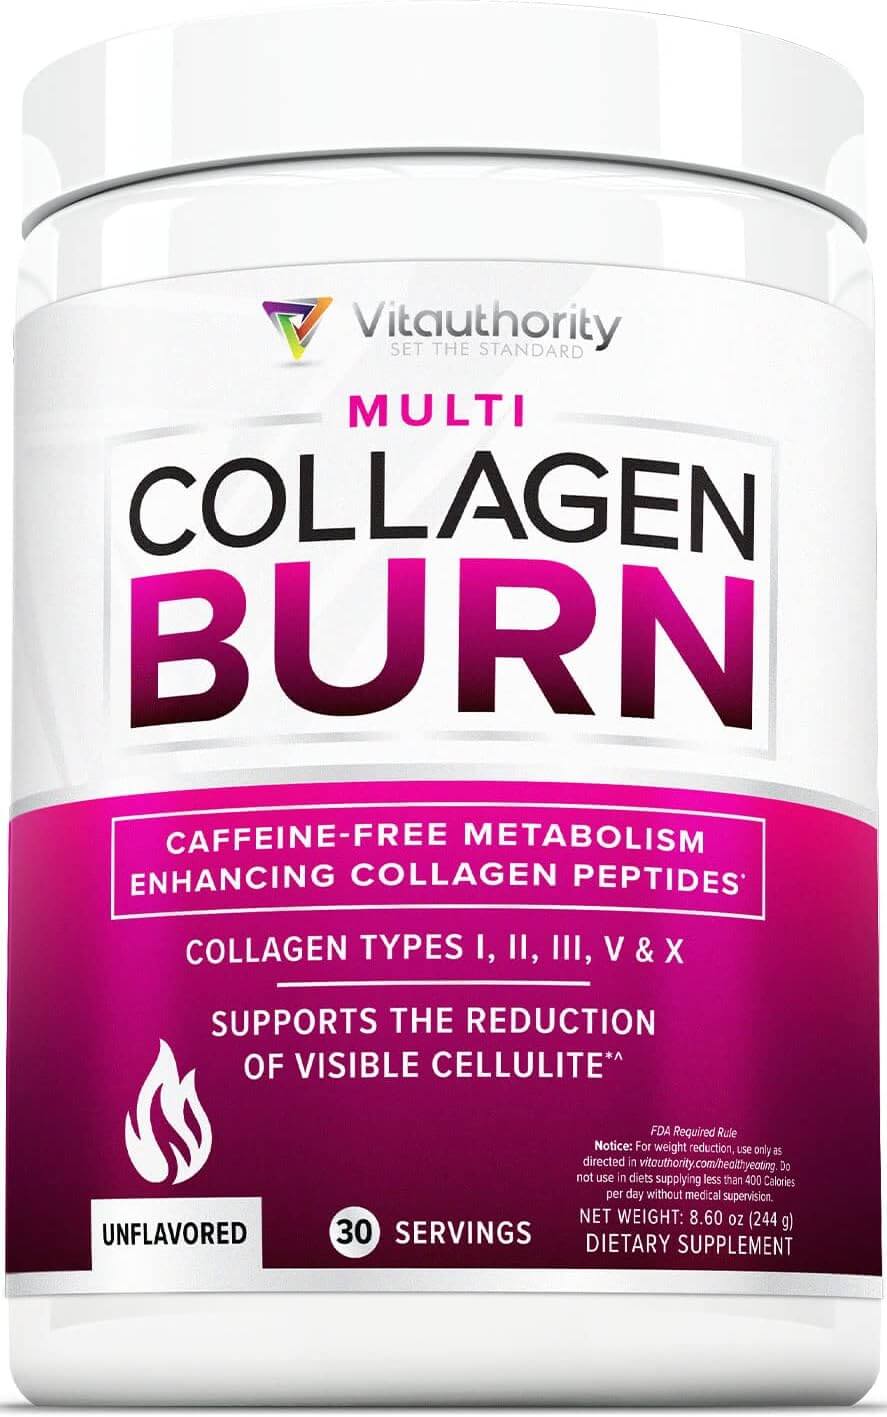 Vitauthority
SET THE STANDARD
MULTI
COLLAGEN
BURN
CAFFEINE-FREE METABOLISM
ENHANCING COLLAGEN PEPTIDES*
COLLAGEN TYPES I, II, III, V & X
SUPPORTS THE REDUCTION
OF VISIBLE CELLULITE*^
UNFLAVORED
30 SERVINGS
FDA Required Rule
Notice: For weight reduction, use only as
directed in vitauthority.com/healthyeating. Do
not use in diets supplying less than 400 Calories
per day without medical supervision.
NET WEIGHT: 8.60 oz (244 g)
DIETARY SUPPLEMENT